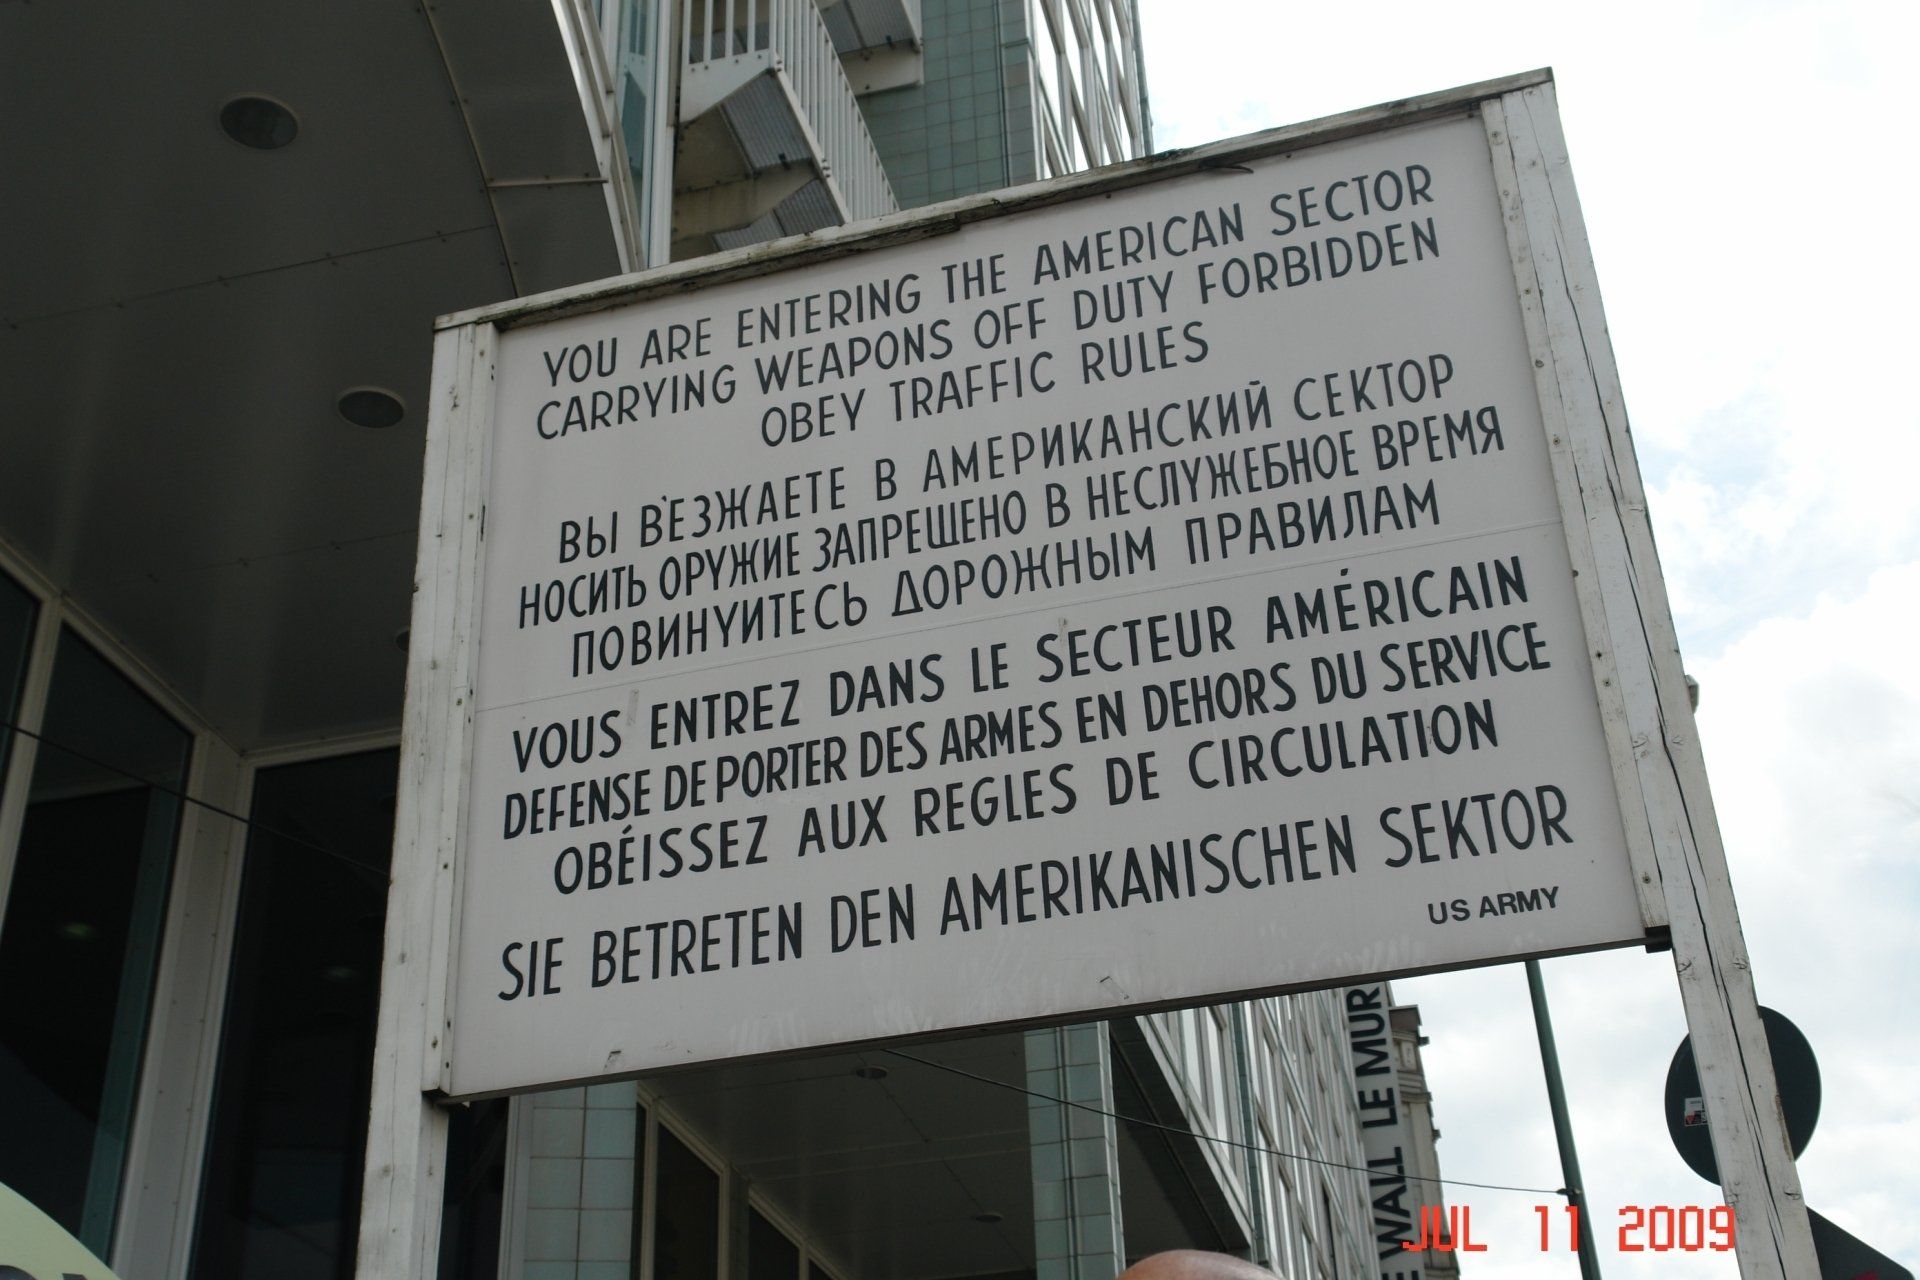 YOU ARE ENTERING THE AMERICAN SECTOR
CARRYING WEAPONS OFF DUTY FORBIDDEN
OBEY TRAFFIC RULES
ВЫ В'ЕЗЖАЕТЕ В АМЕРИКАНСКИЙ СЕКТОР
НОСИТЬ ОРУЖИЕ ЗАПРЕЩЕНО В НЕСЛУЖЕБНОЕ ВРЕМЯ
ПОВИНУИТЕСЬ ДОРОЖНЫМ ПРАВИЛАМ
VOUS ENTREZ DANS LE SECTEUR AMÉRICAIN
DEFENSE DE PORTER DES ARMES EN DEHORS DU SERVICE
OBÉISSEZ AUX REGLES DE CIRCULATION
SIE BETRETEN DEN AMERIKANISCHEN SEKTOR
US ARMY
WALL LE MUR
JUL 11 2009